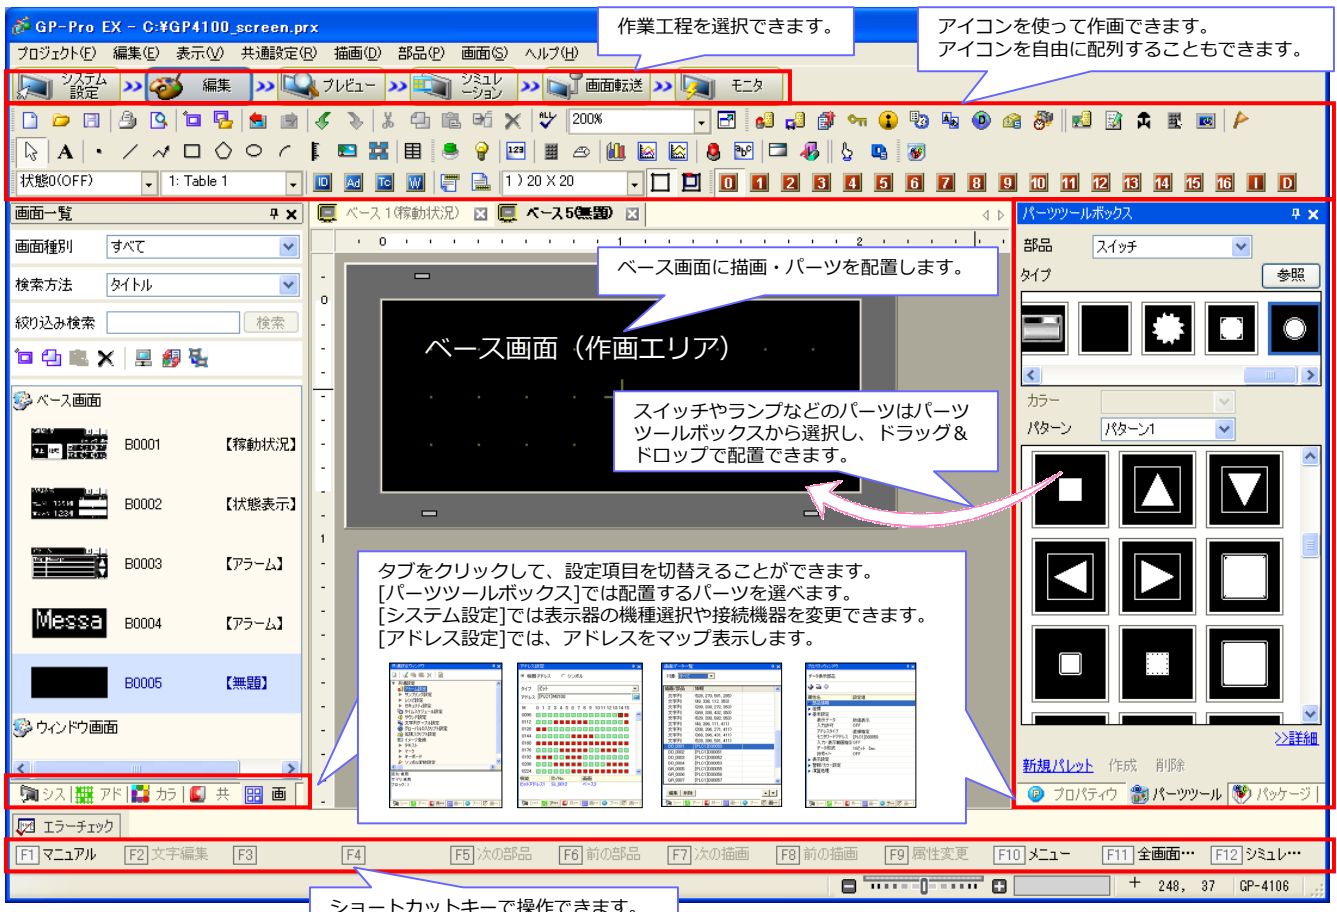 GP-Pro EX - C:¥GP4100_screen.prx
作業工程を選択できます。
アイコンを使って作画できます。
アイコンを自由に配列することもできます。
プロジェクト(F) 編集(E) 表示(V) 共通設定(R) 描画(D) 部品(P) 画面(S) ヘルプ(H)
システム設定 >> 編集 >> プレビュー >> シミュレーション >> 画面転送 >> モニタ
200%
状態0(OFF) 1: Table 1 1 ) 20 X 20 0 1 2 3 4 5 6 7 8 9 10 11 12 13 14 15 16 I D
画面一覧
画面種別 すべて
検索方法 タイトル
絞り込み検索 検索
ベース画面
B0001 【稼動状況】
B0002 【状態表示】
B0003 【アラーム】
Messa B0004 【アラーム】
B0005 【無題】
ウィンドウ画面
シス アド カラ 共 画
ベース 1(稼動状況) ベース 5(無題)
0 1 2
0
1
ベース画面に描画・パーツを配置します。
ベース画面（作画エリア）
スイッチやランプなどのパーツはパーツ
ツールボックスから選択し、ドラッグ＆
ドロップで配置できます。
タブをクリックして、設定項目を切替えることができます。
[パーツツールボックス]では配置するパーツを選べます。
[システム設定]では表示器の機種選択や接続機器を変更できます。
[アドレス設定]では、アドレスをマップ表示します。
パーツツールボックス
部品 スイッチ
タイプ 参照
カラー
パターン パターン1
>>詳細
新規パレット 作成 削除
プロパティウ パーツツール パッケージ
エラーチェック
F1 マニュアル F2 文字編集 F3 F4 F5 次の部品 F6 前の部品 F7 次の描画 F8 前の描画 F9 属性変更 F10 メニュー F11 全画面… F12 シミュレ…
248, 37 GP-4106
ショートカットキーで操作できます。